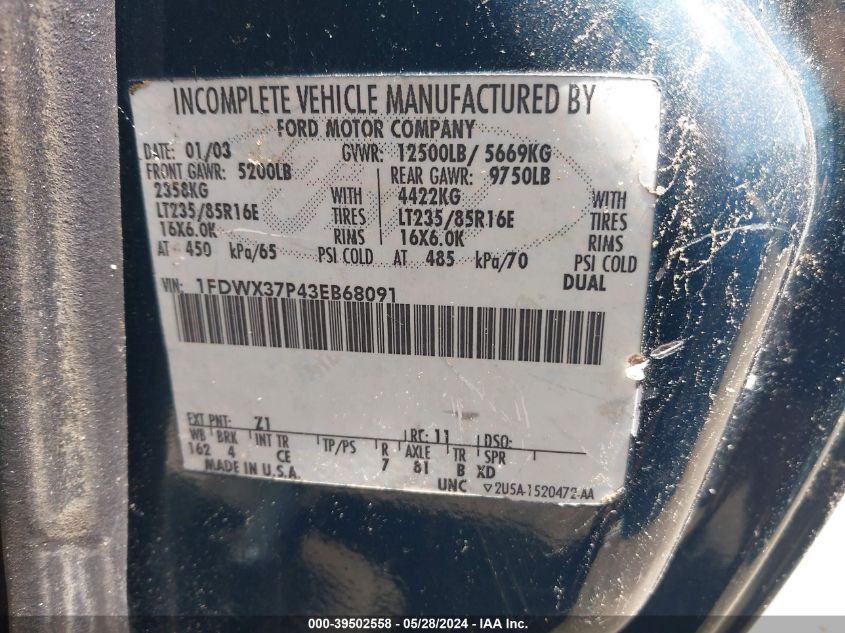 INCOMPLETE VEHICLE MANUFACTURED BY
FORD MOTOR COMPANY
DATE: 01/03 GVWR: 12500LB/ 5669KG
FRONT GAWR: 5200LB REAR GAWR: 9750LB
2358KG WITH 4422KG WITH
LT235/85R16E TIRES LT235/85R16E TIRES
16X6.0K RIMS 16X6.0K RIMS
AT 450 kPa/65 PSI COLD AT 485 kPa/70 PSI COLD
DUAL
VIN: 1FDWX37P43EB68091
EXT PNT: Z1 RC: 11 DSO:
WB BRK INT TR TP/PS R AXLE TR SPR
162 4 CE 7 81 B XD
MADE IN U.S.A. UNC 2U5A-1520472-AA
000-39502558 - 05/28/2024 - IAA Inc.